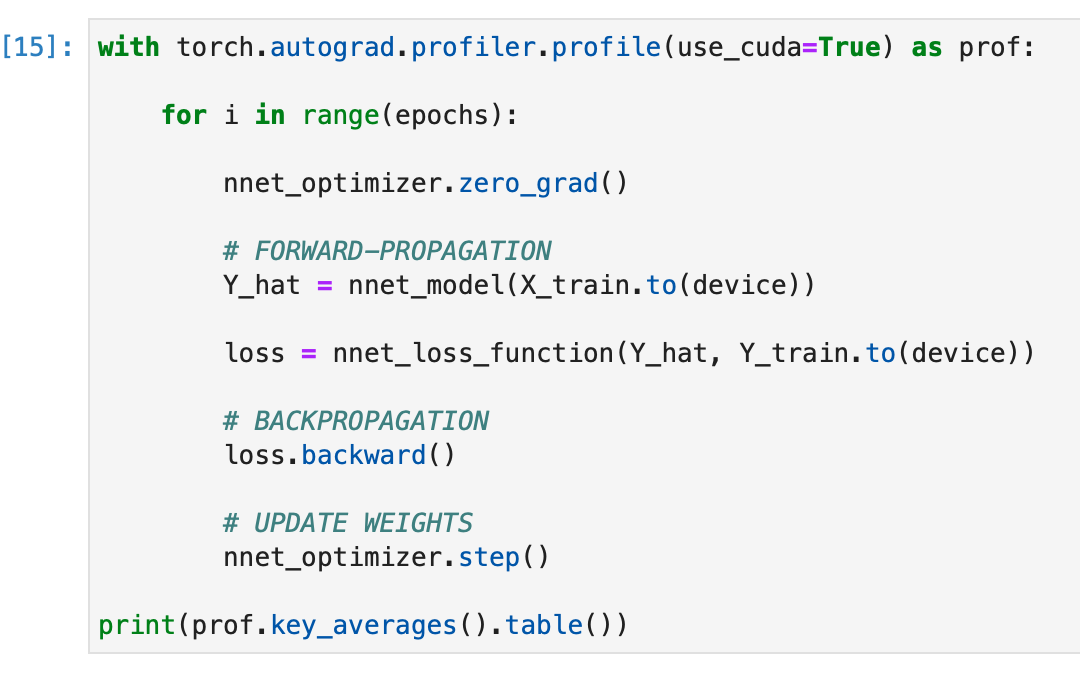 [15]: with torch.autograd.profiler.profile(use_cuda=True) as prof:
for i in range(epochs):
nnet_optimizer.zero_grad()
# FORWARD-PROPAGATION
Y_hat = nnet_model(X_train.to(device))
loss = nnet_loss_function(Y_hat, Y_train.to(device))
# BACKPROPAGATION
loss.backward()
# UPDATE WEIGHTS
nnet_optimizer.step()
print(prof.key_averages().table())